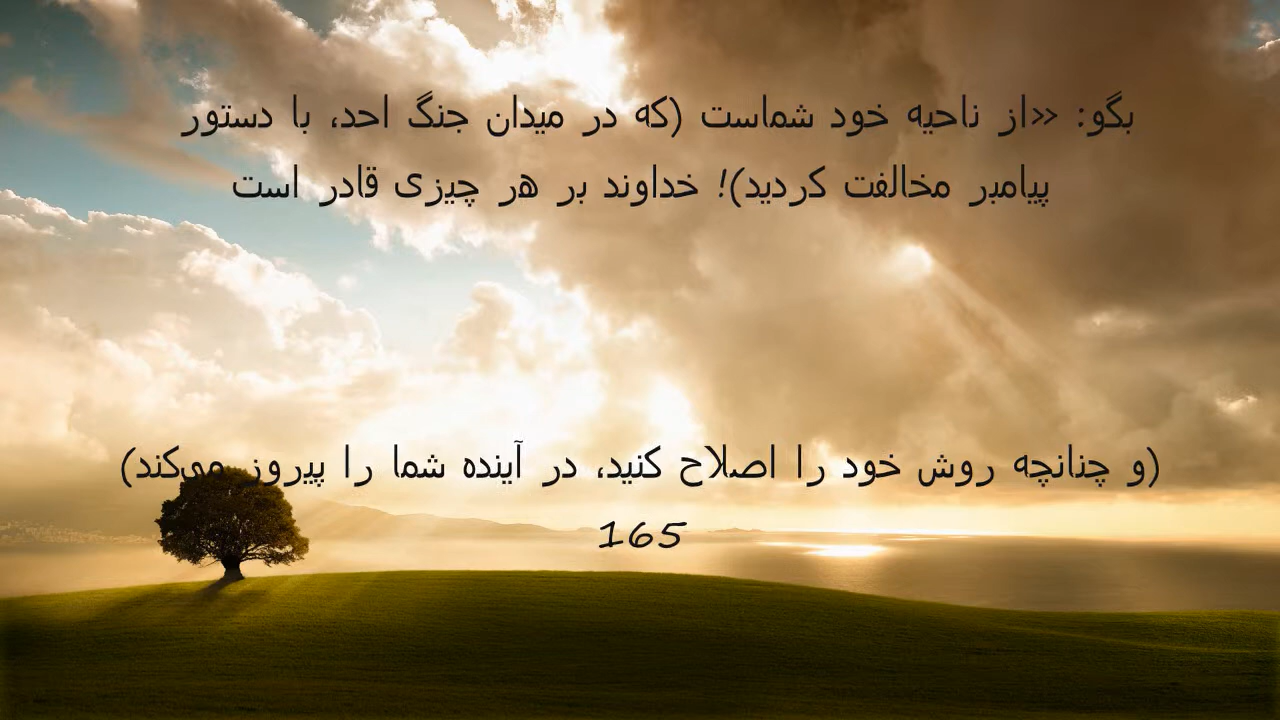 بگو: «از ناحیه خود شماست (که در میدان جنگ احد، با دستور
پیامبر مخالفت کردید)! خداوند بر هر چیزی قادر است
(و چنانچه روش خود را اصلاح کنید، در آینده شما را پیروز می‌کند)
165